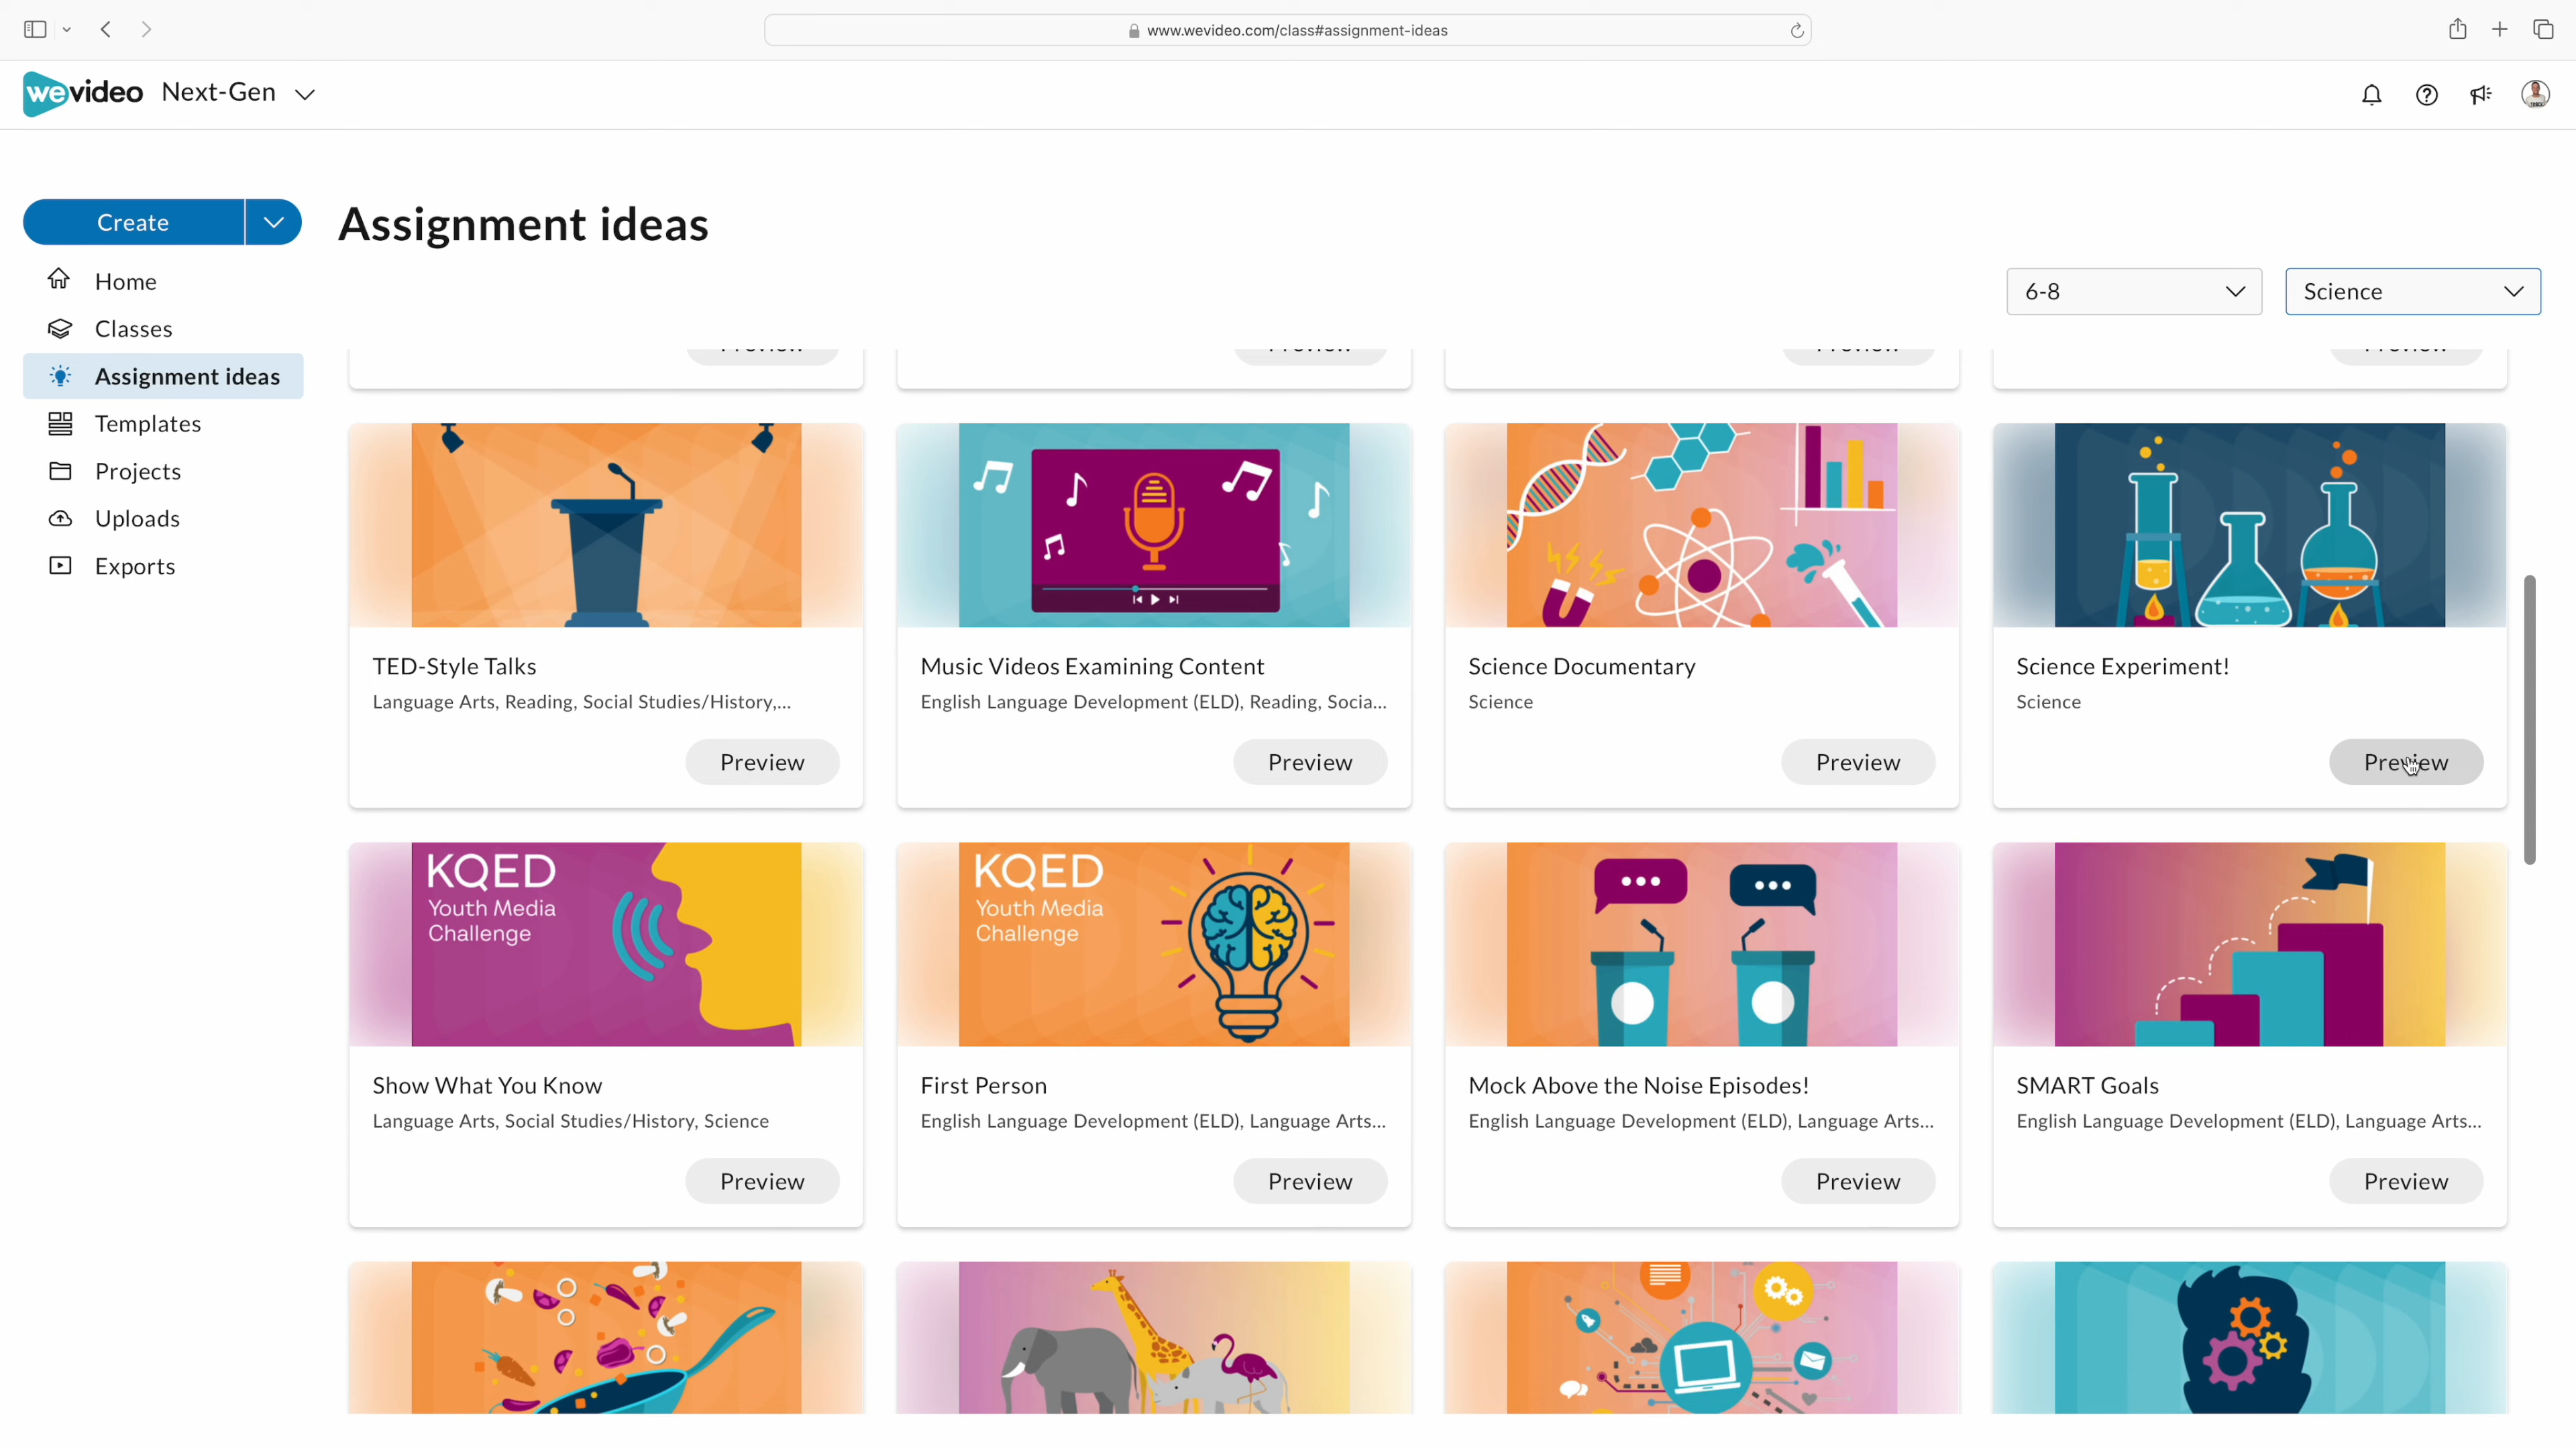 www.wevideo.com/class#assignment-ideas
wevideo Next-Gen
Create
Assignment ideas
Home
Classes
Assignment ideas
Templates
Projects
Uploads
Exports
6-8
Science
TED-Style Talks
Language Arts, Reading, Social Studies/History,...
Preview
Music Videos Examining Content
English Language Development (ELD), Reading, Socia...
Preview
Science Documentary
Science
Preview
Science Experiment!
Science
Preview
KQED
Youth Media
Challenge
Show What You Know
Language Arts, Social Studies/History, Science
Preview
KQED
Youth Media
Challenge
First Person
English Language Development (ELD), Language Arts...
Preview
Mock Above the Noise Episodes!
English Language Development (ELD), Language Arts...
Preview
SMART Goals
English Language Development (ELD), Language Arts...
Preview